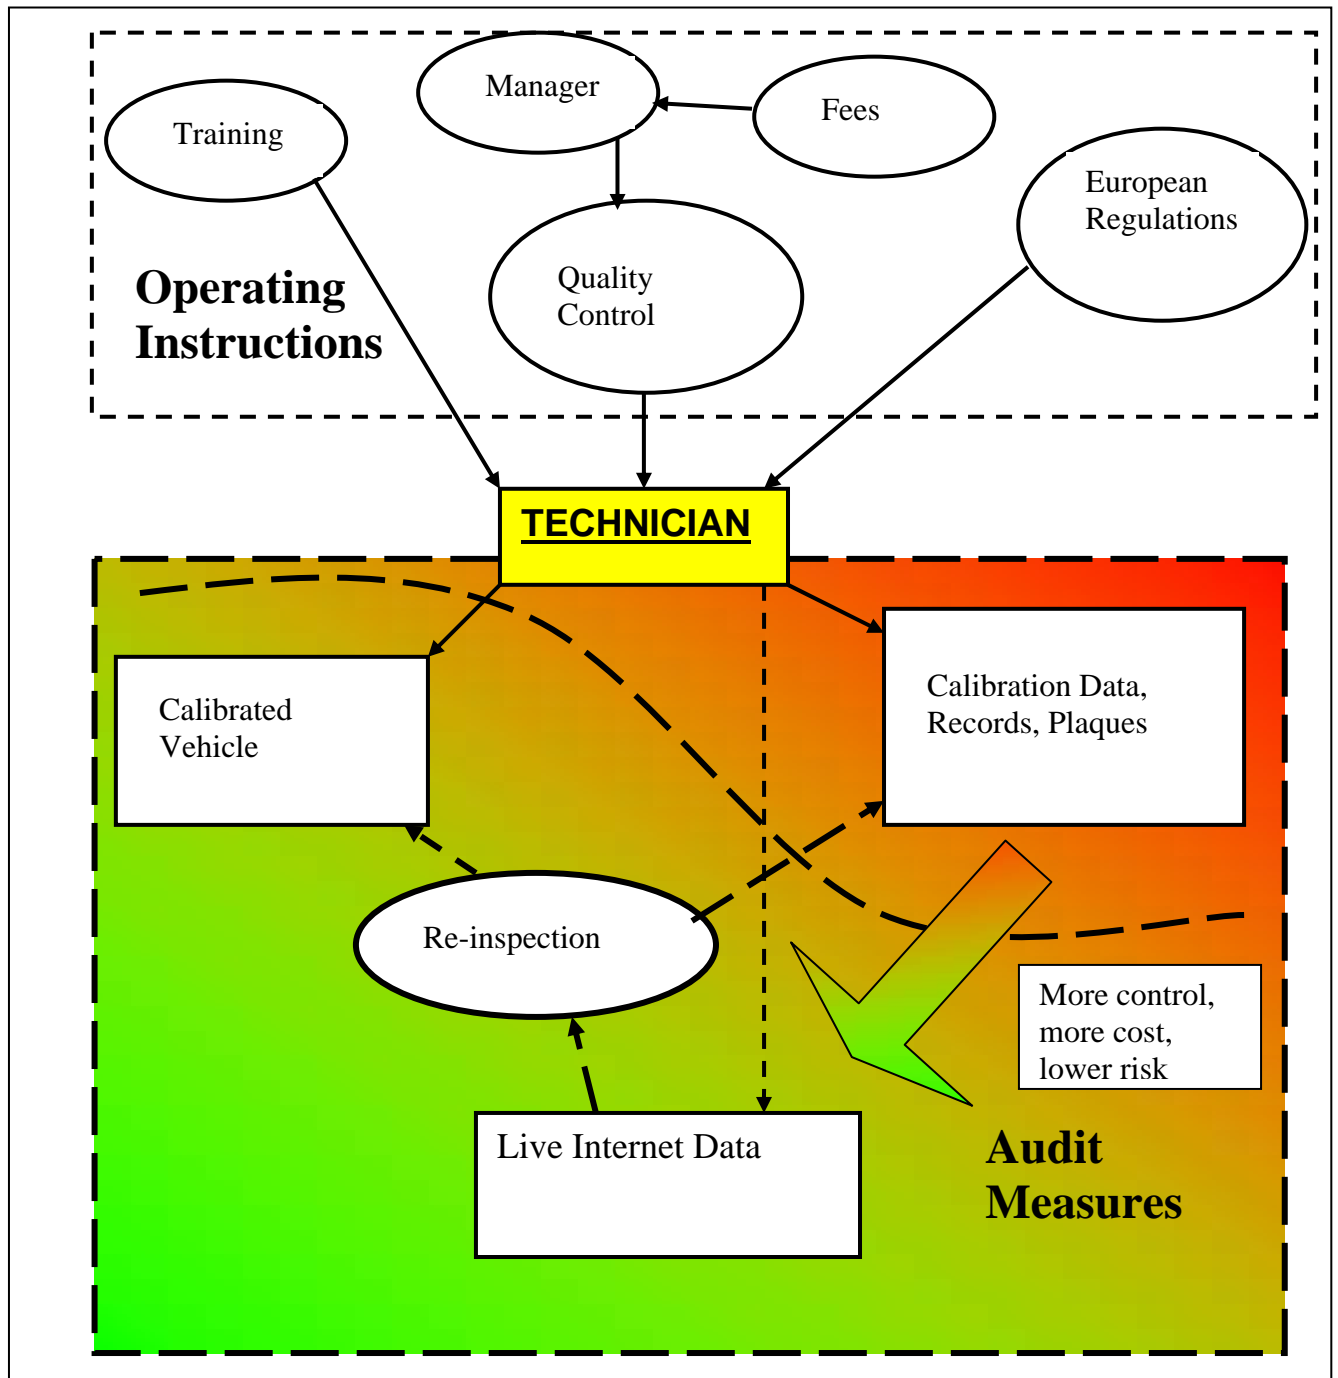 Training
Manager
Fees
European
Regulations
Quality
Control
Operating
Instructions
TECHNICIAN
Calibrated
Vehicle
Calibration Data,
Records, Plaques
Re-inspection
More control,
more cost,
lower risk
Live Internet Data
Audit
Measures